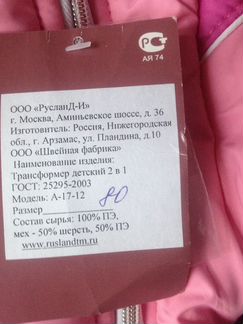 АЯ 74
ООО «РусланД-И»
г. Москва, Аминьевское шоссе, д. 36
Изготовитель: Россия, Нижегородская
обл., г. Арзамас, ул. Пландина, д.10
ООО «Швейная фабрика»
Наименование изделия:
Трансформер детский 2 в 1
ГОСТ: 25295-2003
Модель: А-17-12
Размер 80
Состав сырья: 100% ПЭ,
мех - 50% шерсть, 50% ПЭ
www.ruslandtm.ru